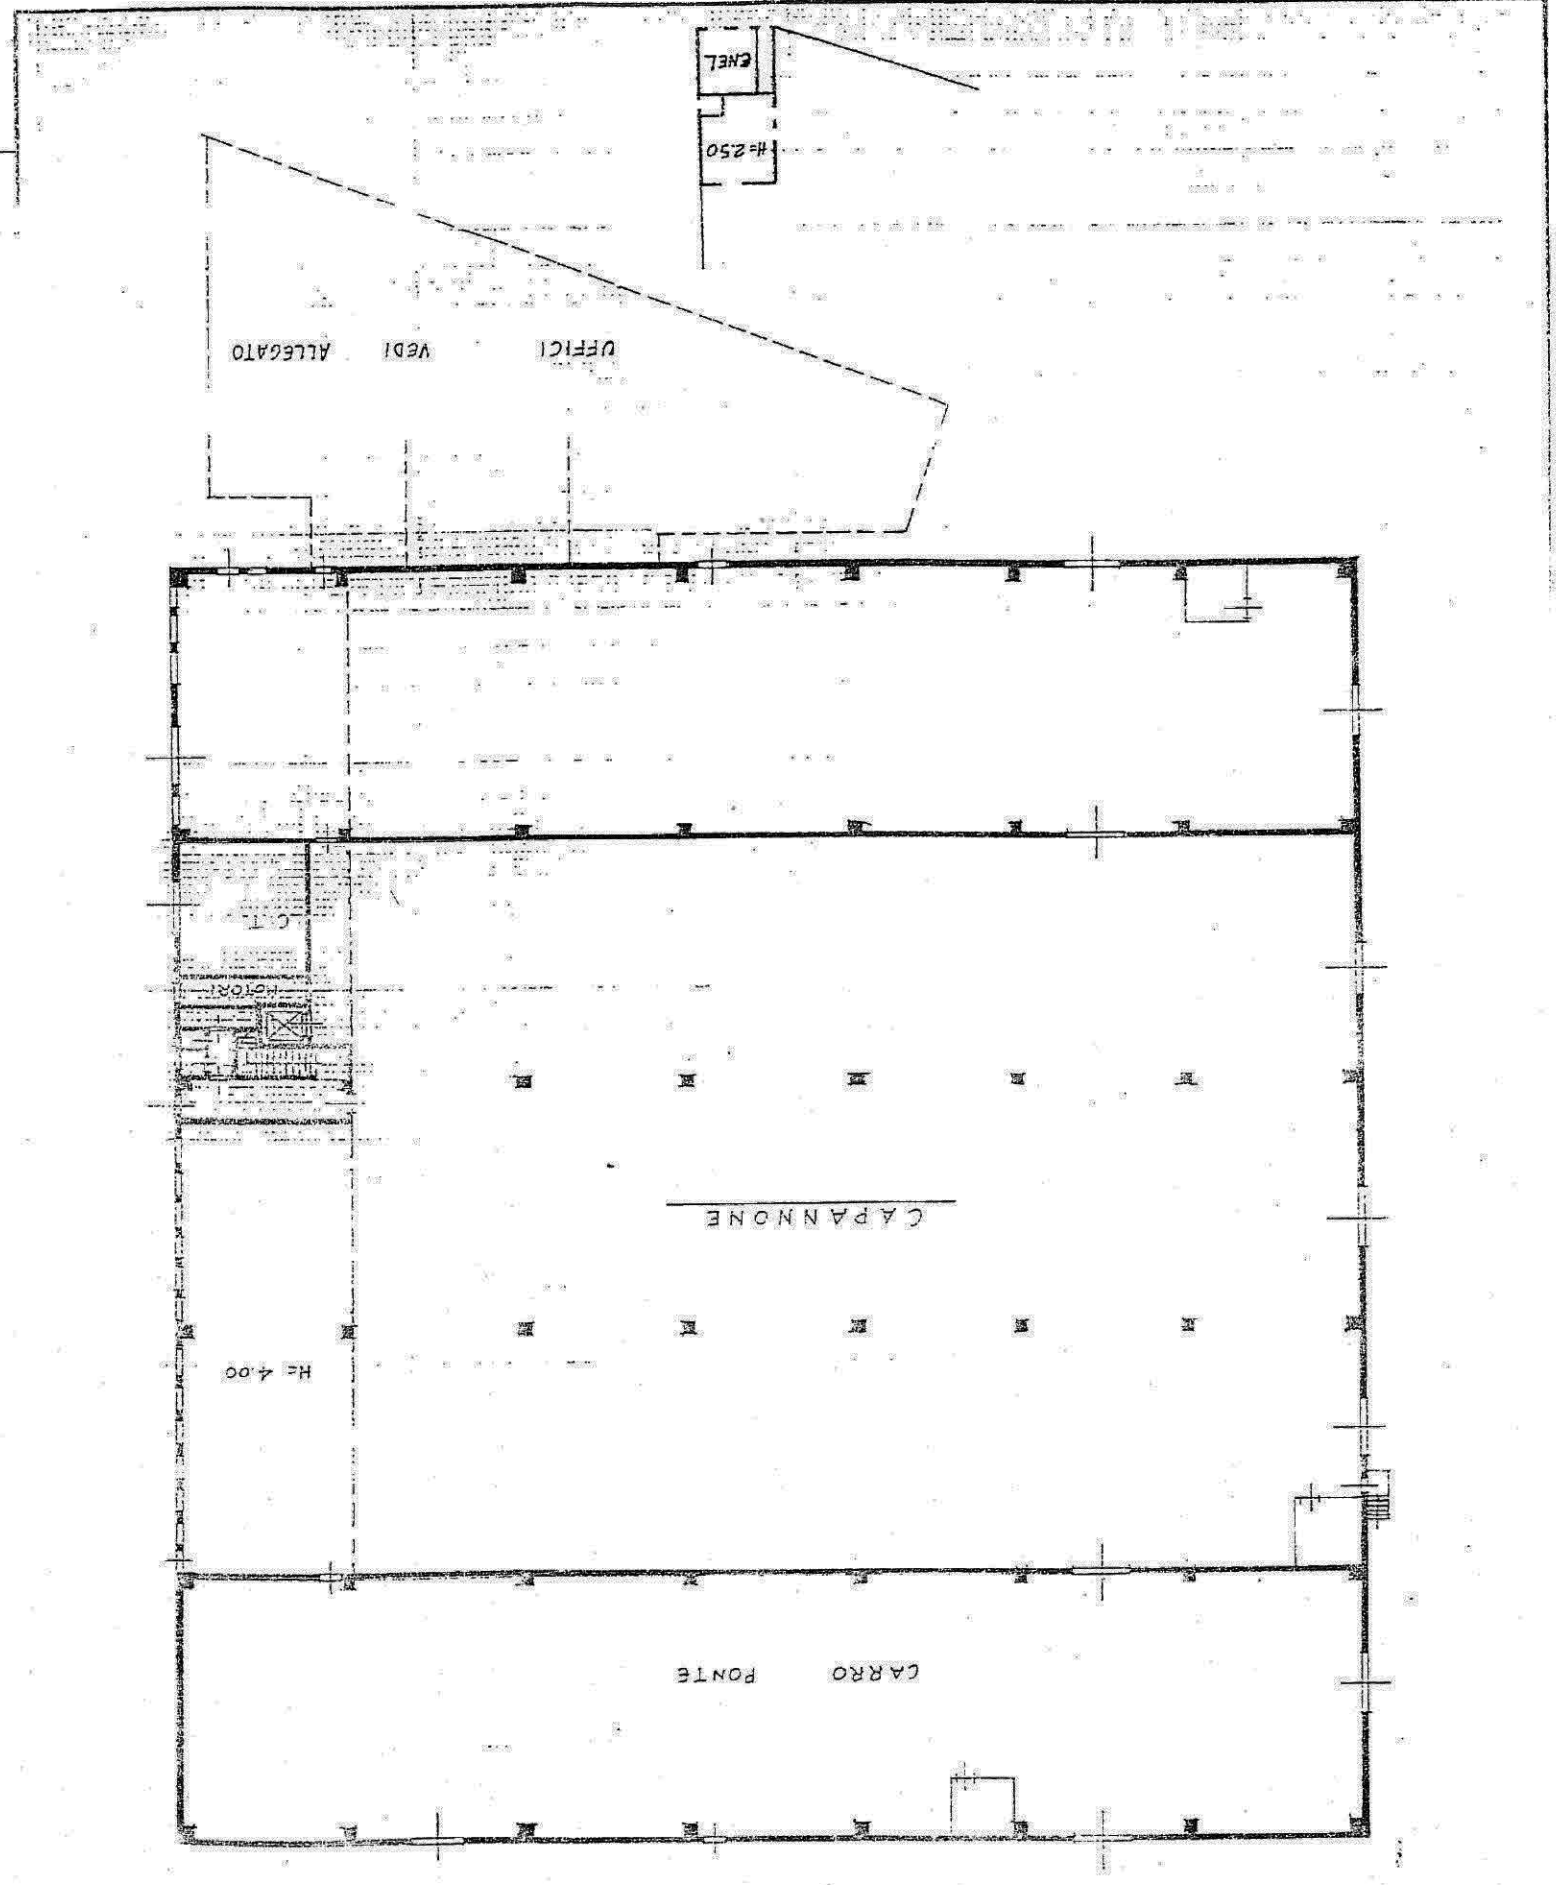 CARRO PONTE
H= 4.00
CAPANNONE
MOTORI
C.T.
UFFICI VEDI ALLEGATO
H=2.50
ENEL